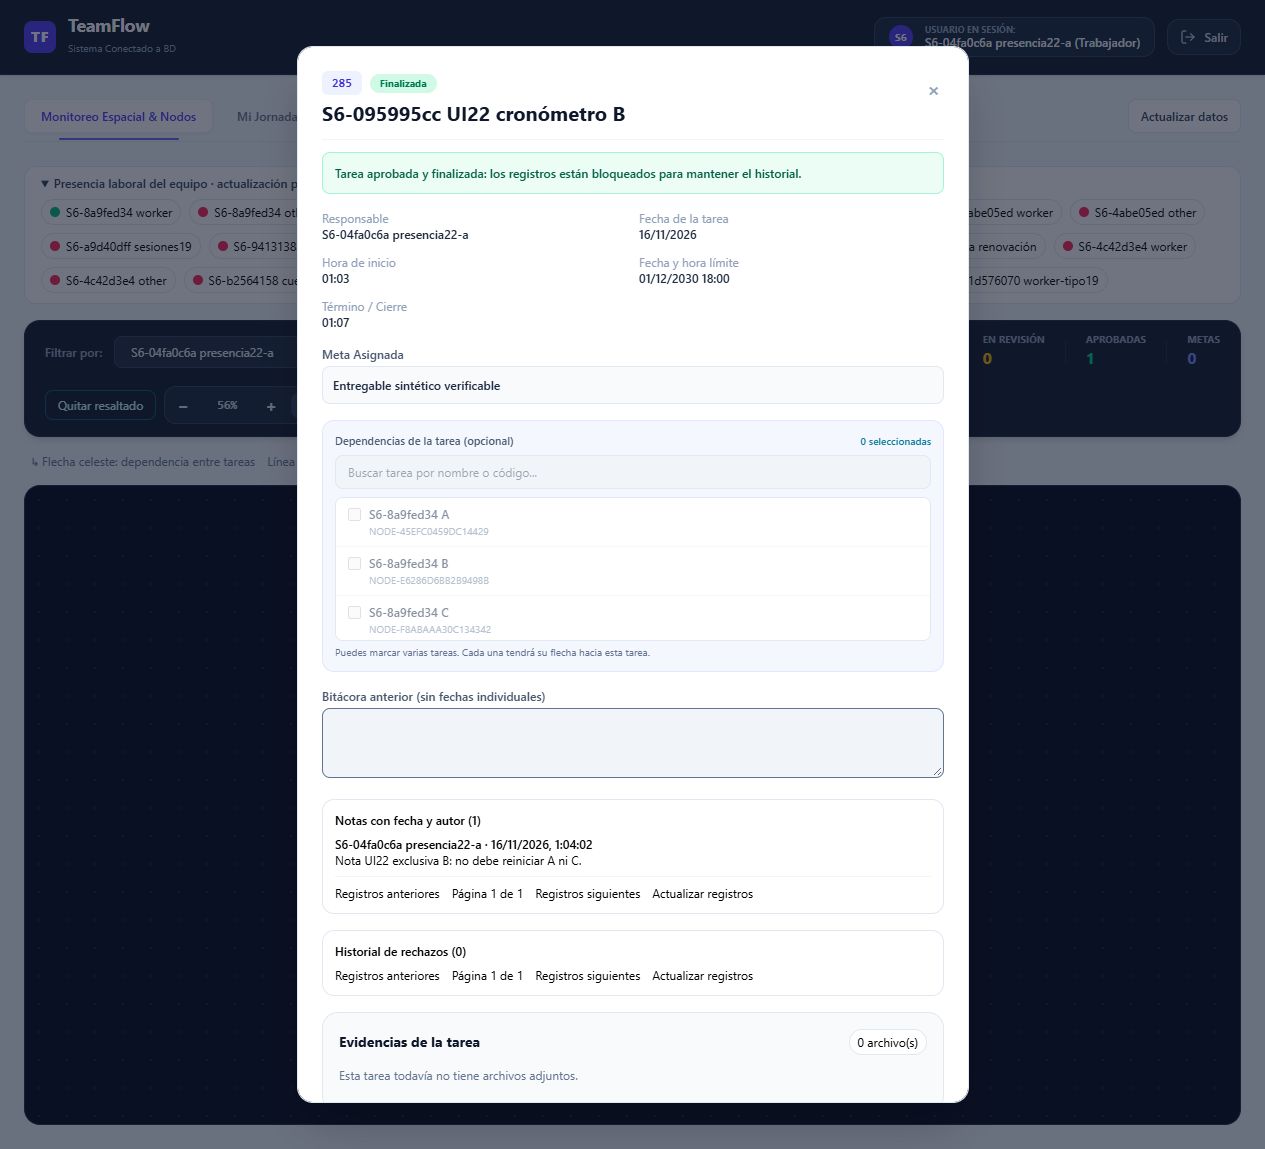 TF
TeamFlow
Sistema Conectado a BD
USUARIO EN SESIÓN:
S6
S6-04fa0c6a presencia22-a (Trabajador)
Salir
Monitoreo Espacial & Nodos
Mi Jornada
Actualizar datos
▼ Presencia laboral del equipo · actualización p
S6-8a9fed34 worker
S6-8a9fed34 ot
abe05ed worker
S6-4abe05ed other
S6-a9d40dff sesiones19
S6-9413138
a renovación
S6-4c42d3e4 worker
S6-4c42d3e4 other
S6-b2564158 cue
1d576070 worker-tipo19
Filtrar por:
S6-04fa0c6a presencia22-a
EN REVISIÓN
APROBADAS
METAS
0
1
0
Quitar resaltado
−
56%
+
↳ Flecha celeste: dependencia entre tareas
Línea
285
Finalizada
×
S6-095995cc UI22 cronómetro B
Tarea aprobada y finalizada: los registros están bloqueados para mantener el historial.
Responsable
S6-04fa0c6a presencia22-a
Fecha de la tarea
16/11/2026
Hora de inicio
01:03
Fecha y hora límite
01/12/2030 18:00
Término / Cierre
01:07
Meta Asignada
Entregable sintético verificable
Dependencias de la tarea (opcional)
0 seleccionadas
Buscar tarea por nombre o código...
S6-8a9fed34 A
NODE-45EFC0459DC14429
S6-8a9fed34 B
NODE-E6286D68B2B9498B
S6-8a9fed34 C
NODE-F8ABAAA30C134342
Puedes marcar varias tareas. Cada una tendrá su flecha hacia esta tarea.
Bitácora anterior (sin fechas individuales)
Notas con fecha y autor (1)
S6-04fa0c6a presencia22-a · 16/11/2026, 1:04:02
Nota UI22 exclusiva B: no debe reiniciar A ni C.
Registros anteriores Página 1 de 1 Registros siguientes Actualizar registros
Historial de rechazos (0)
Registros anteriores Página 1 de 1 Registros siguientes Actualizar registros
Evidencias de la tarea
0 archivo(s)
Esta tarea todavía no tiene archivos adjuntos.